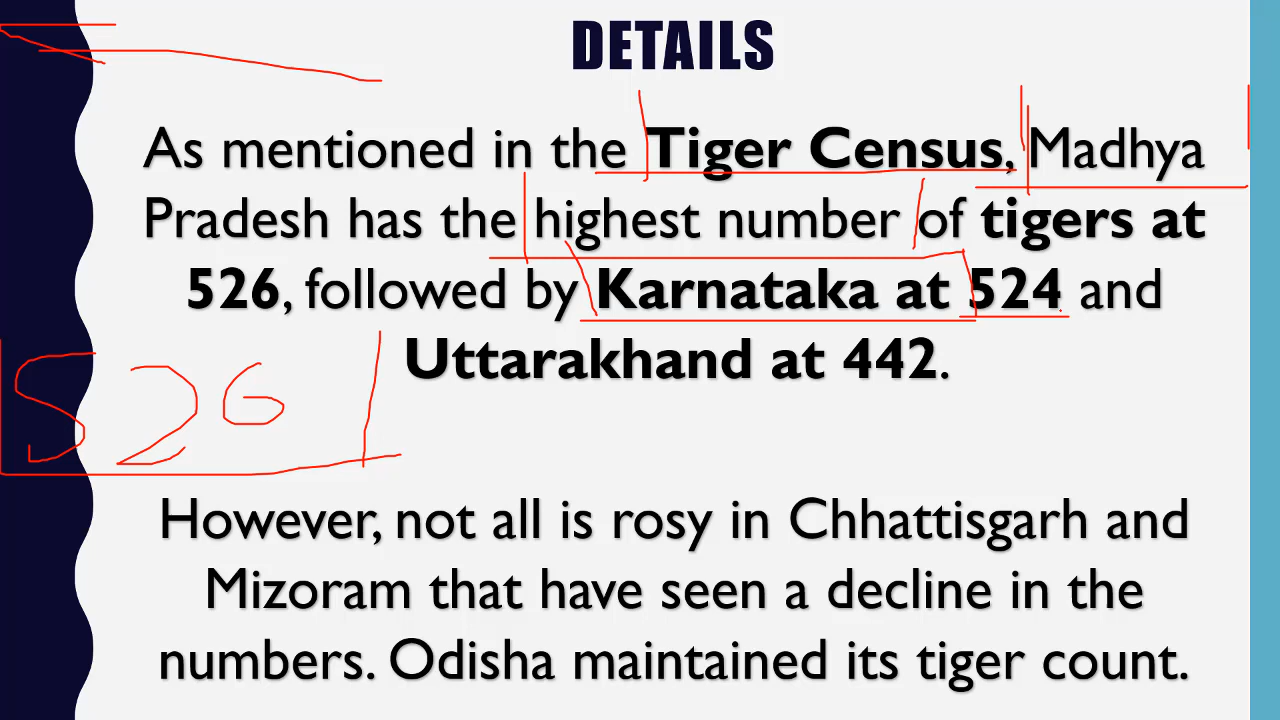 DETAILS
As mentioned in the Tiger Census, Madhya
Pradesh has the highest number of tigers at
526, followed by Karnataka at 524 and
Uttarakhand at 442.
526
However, not all is rosy in Chhattisgarh and
Mizoram that have seen a decline in the
numbers. Odisha maintained its tiger count.